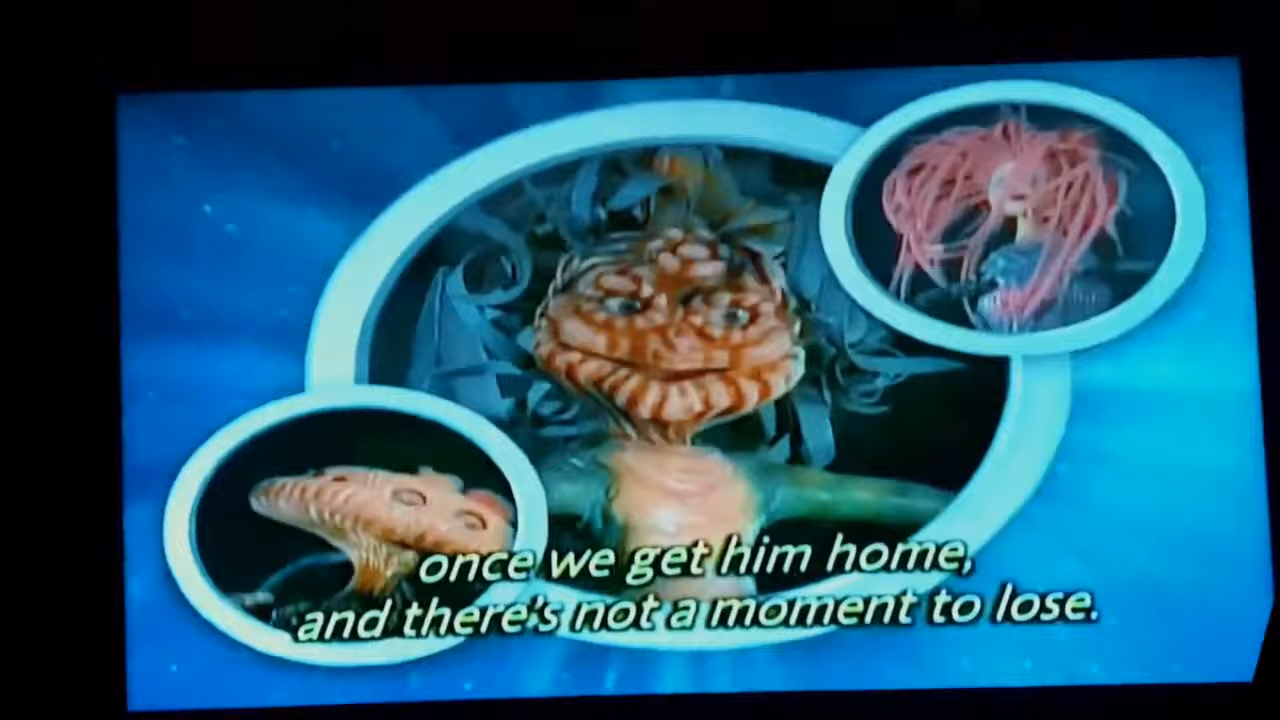 once we get him home,
and there's not a moment to lose.